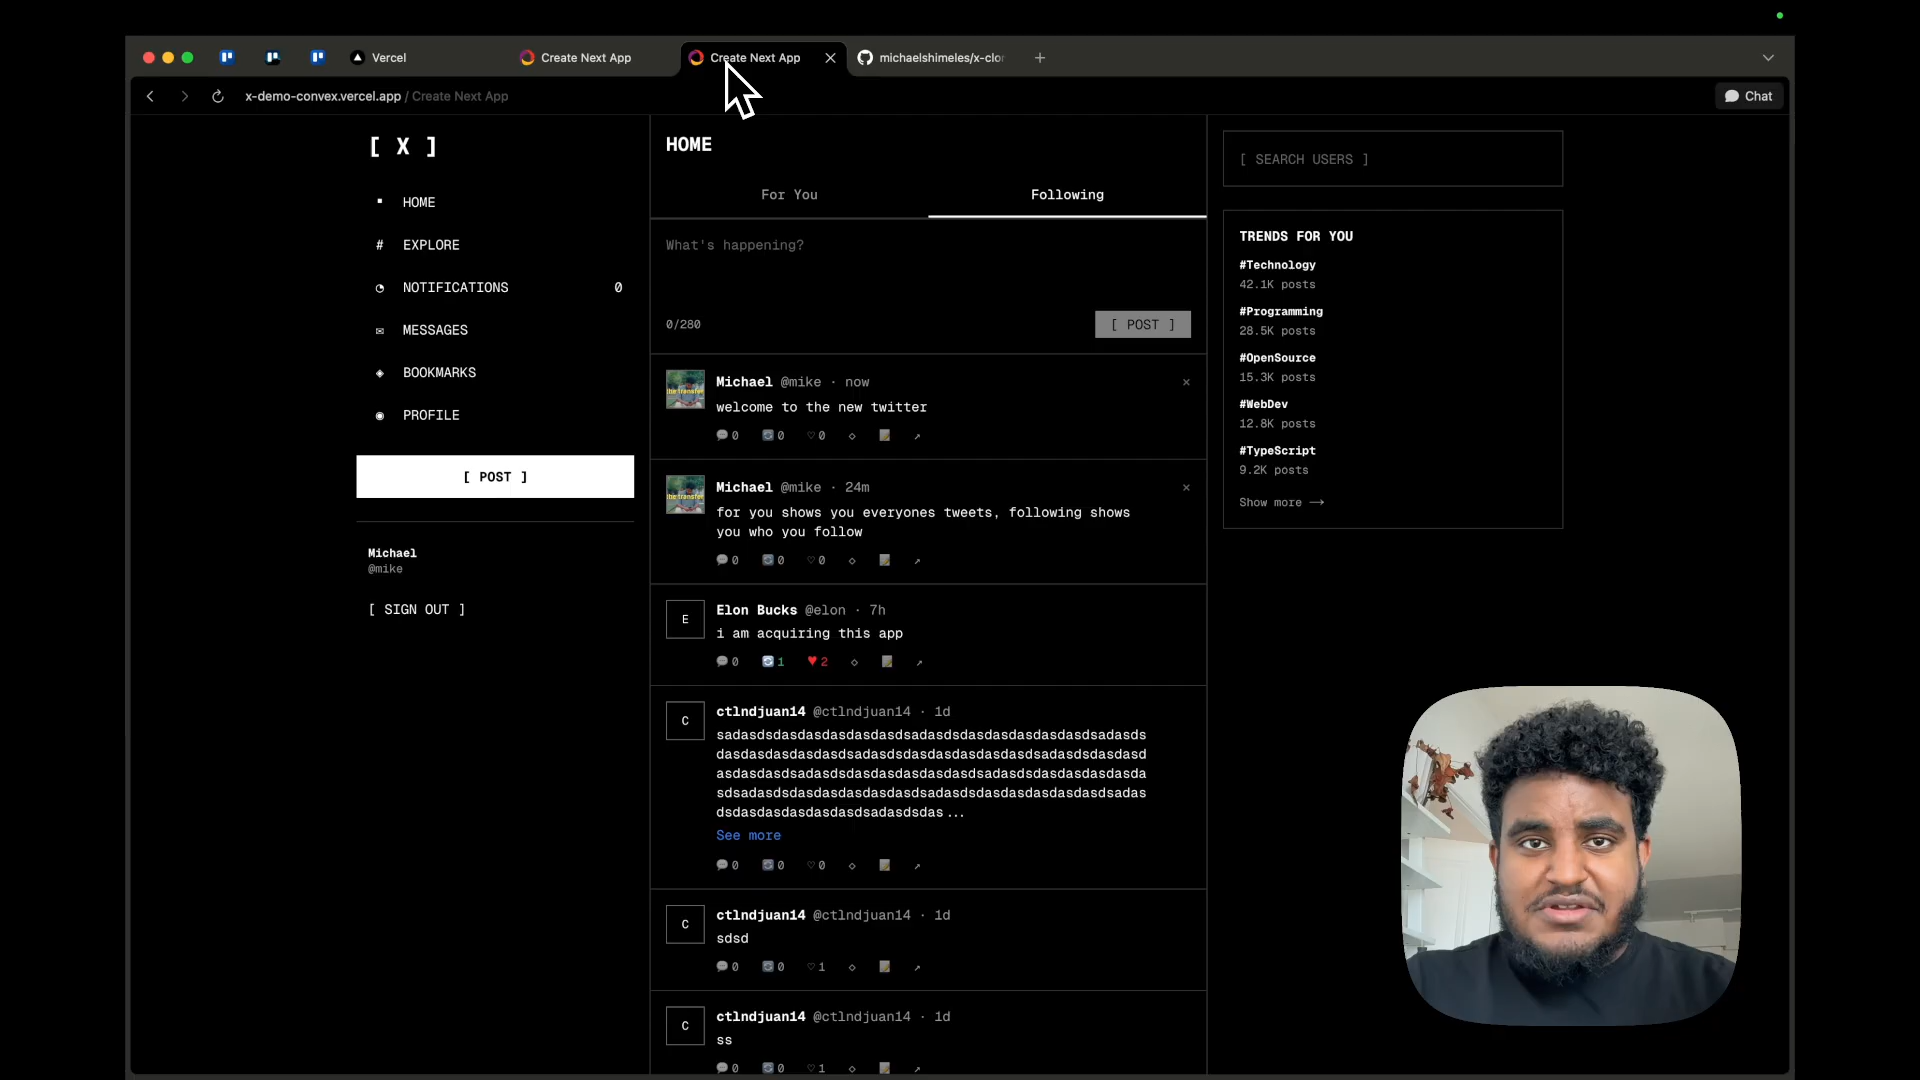 Vercel
Create Next App
Create Next App
michaelshimeles/x-clo
x-demo-convex.vercel.app / Create Next App
Chat
[ X ]
HOME
# EXPLORE
NOTIFICATIONS 0
MESSAGES
BOOKMARKS
PROFILE
[ POST ]
Michael
@mike
[ SIGN OUT ]
HOME
For You Following
What's happening?
0/280 [ POST ]
Michael @mike · now ×
welcome to the new twitter
0 0 0
Michael @mike · 24m ×
for you shows you everyones tweets, following shows
you who you follow
0 0 0
E
Elon Bucks @elon · 7h
i am acquiring this app
0 1 2
C
ctlndjuan14 @ctlndjuan14 · 1d
sadasdsdasdasdasdasdasdsadasdsdasdasdasdasdasdsadasds
dasdasdasdasdasdsadasdsdasdasdasdasdasdsadasdsdasdasd
asdasdasdsadasdsdasdasdasdasdasdsadasdsdasdasdasdasda
sdsadasdsdasdasdasdasdasdsadasdsdasdasdasdasdasdsadas
dsdasdasdasdasdasdsadasdsdas...
See more
0 0 0
C
ctlndjuan14 @ctlndjuan14 · 1d
sdsd
0 0 1
C
ctlndjuan14 @ctlndjuan14 · 1d
ss
0 0 1
[ SEARCH USERS ]
TRENDS FOR YOU
#Technology
42.1K posts
#Programming
28.5K posts
#OpenSource
15.3K posts
#WebDev
12.8K posts
#TypeScript
9.2K posts
Show more →